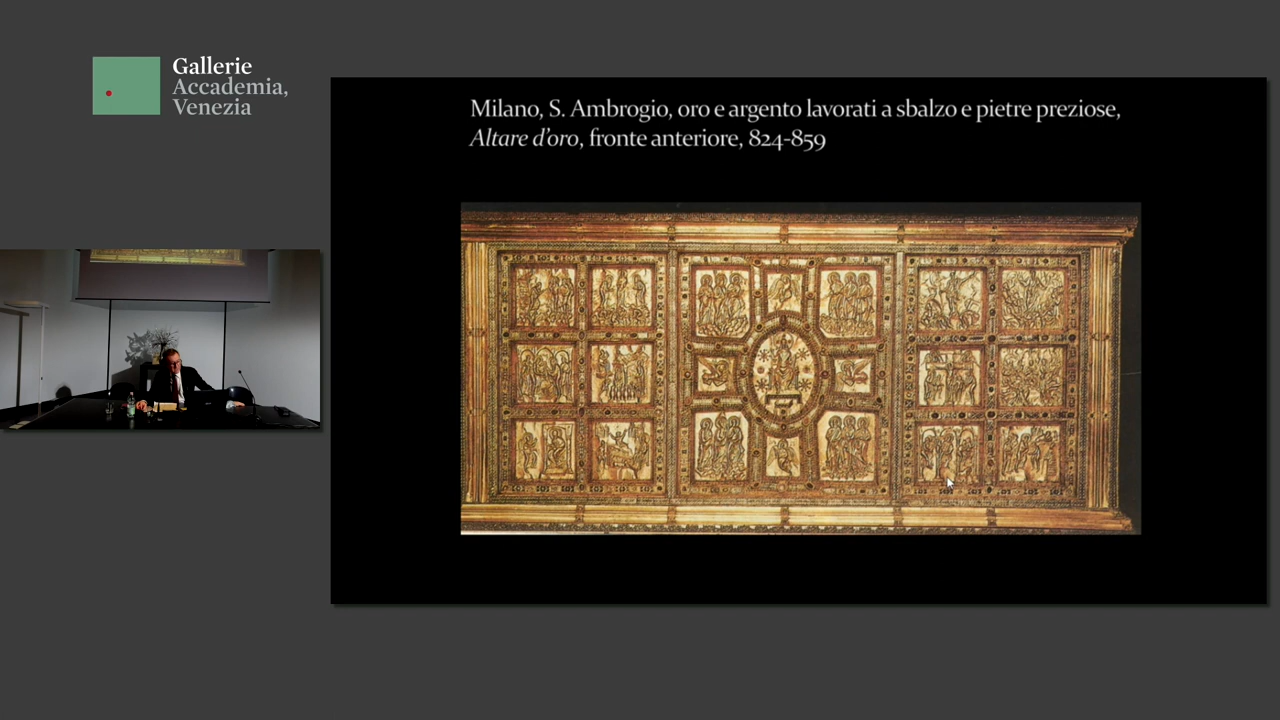 Gallerie
Accademia,
Venezia
Milano, S. Ambrogio, oro e argento lavorati a sbalzo e pietre preziose,
Altare d’oro, fronte anteriore, 824-859